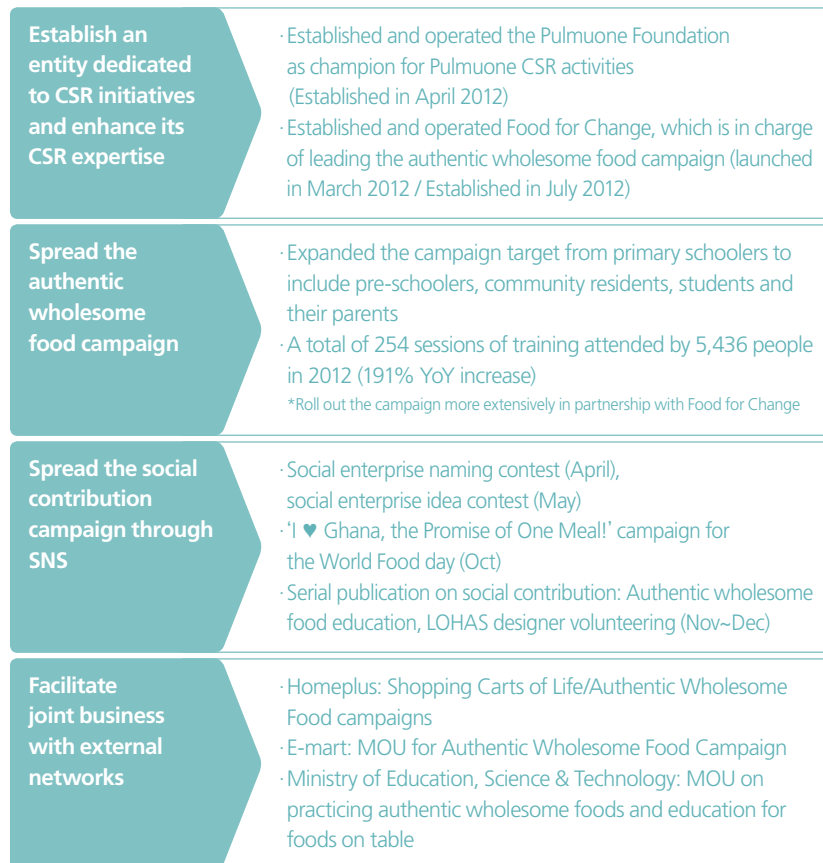 Establish an
entity dedicated
to CSR initiatives
and enhance its
CSR expertise
·Established and operated the Pulmuone Foundation
as champion for Pulmuone CSR activities
(Established in April 2012)
·Established and operated Food for Change, which is in charge
of leading the authentic wholesome food campaign (launched
in March 2012 / Established in July 2012)
Spread the
authentic
wholesome
food campaign
·Expanded the campaign target from primary schoolers to
include pre-schoolers, community residents, students and
their parents
·A total of 254 sessions of training attended by 5,436 people
in 2012 (191% YoY increase)
*Roll out the campaign more extensively in partnership with Food for Change
Spread the social
contribution
campaign through
SNS
·Social enterprise naming contest (April),
social enterprise idea contest (May)
·‘I ♥ Ghana, the Promise of One Meal!’ campaign for
the World Food day (Oct)
·Serial publication on social contribution: Authentic wholesome
food education, LOHAS designer volunteering (Nov~Dec)
Facilitate
joint business
with external
networks
·Homeplus: Shopping Carts of Life/Authentic Wholesome
Food campaigns
·E-mart: MOU for Authentic Wholesome Food Campaign
·Ministry of Education, Science & Technology: MOU on
practicing authentic wholesome foods and education for
foods on table